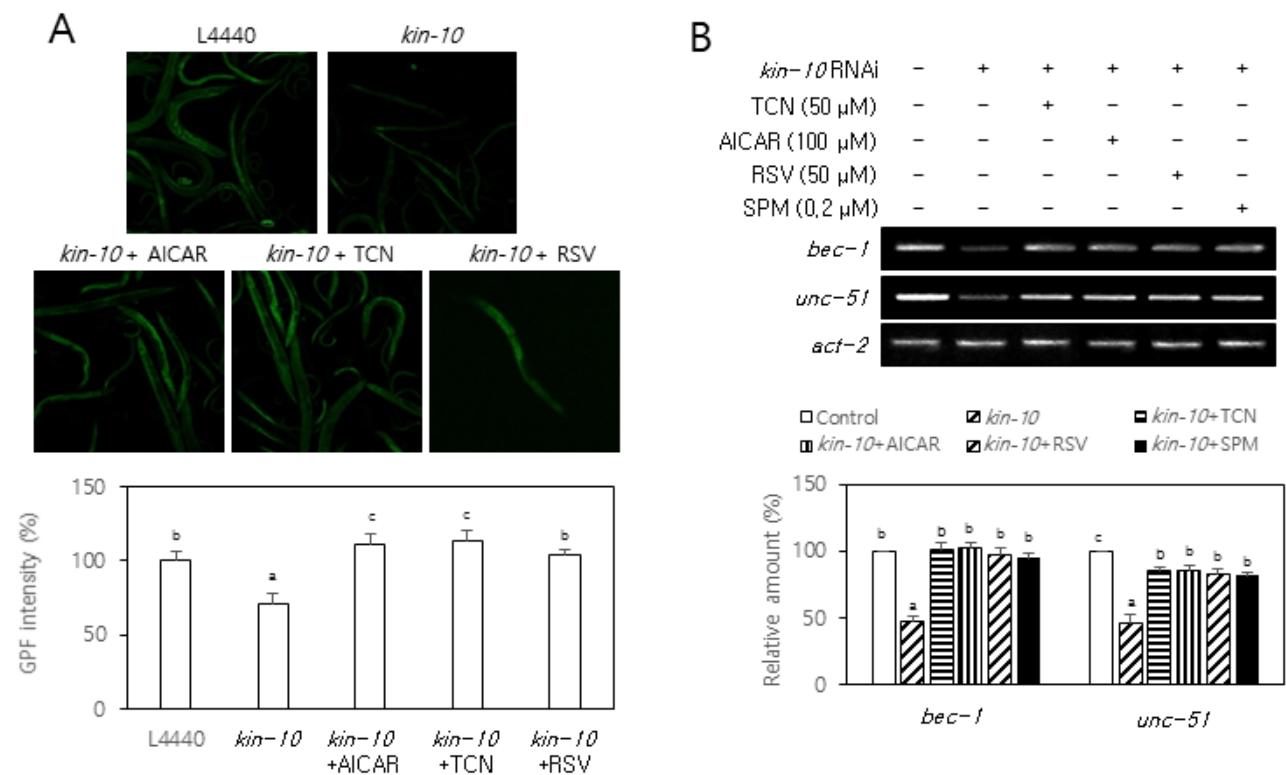 A
L4440 kin-10
kin-10 + AICAR kin-10 + TCN kin-10 + RSV
150
100
50
0
GPF intensity (%)
b a c c b
L4440 kin-10 kin-10 kin-10 kin-10
+AICAR +TCN +RSV
B
kin-10 RNAi − + + + + +
TCN (50 μM) − − + − − −
AICAR (100 μM) − − − + − −
RSV (50 μM) − − − − + −
SPM (0,2 μM) − − − − − +
bec-1
unc-51
act-2
Control kin-10 kin-10+TCN
kin-10+AICAR kin-10+RSV kin-10+SPM
150
100
50
0
Relative amount (%)
b a b b b b c a b b b b
bec-1 unc-51